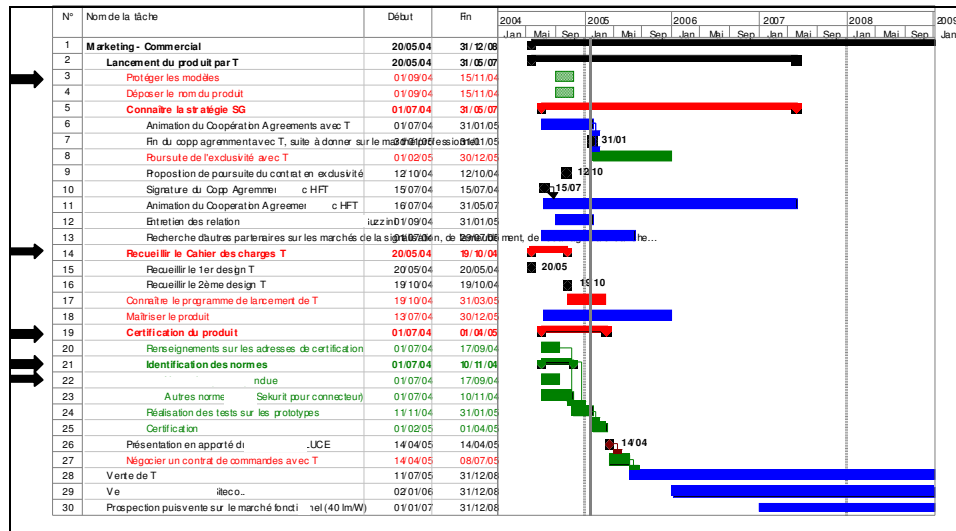 N° Nom de la tâche Début Fin 2004 2005 2006 2007 2008 2009
Jan Mai Sep Jan Mai Sep Jan Mai Sep Jan Mai Sep Jan Mai Sep Jan
1 Marketing - Commercial 20/05/04 31/12/08
2 Lancement du produit par T 20/05/04 31/05/07
3 Protéger les modèles 01/09/04 15/11/04
4 Déposer le nom du produit 01/09/04 15/11/04
5 Connaître la stratégie SG 01/07/04 31/05/07
6 Animation du Coopération Agreements avec T 01/07/04 31/01/05
7 Fin du copp agremment avec T, suite à donner sur le marché professionnel 31/01/05 31/01
8 Poursuite de l'exclusivité avec T 01/02/05 30/12/05
9 Proposition de poursuite du contrat en exclusivité 12/10/04 12/10/04 12/10
10 Signature du Copp Agremmer c HFT 15/07/04 15/07/04 15/07
11 Animation du Cooperation Agreemer c HFT 16/07/04 31/05/07
12 Entretien des relation uzzini 01/09/04 31/01/05
13 Recherche d'autres partenaires sur les marchés de la signalisation, de l'ameublement, de
14 Recueillir le Cahier des charges T 20/05/04 19/10/04
15 Recueillir le 1er design T 20/05/04 20/05/04 20/05
16 Recueillir le 2ème design T 19/10/04 19/10/04 19/10
17 Connaître le programme de lancement de T 19/10/04 31/03/05
18 Maîtriser le produit 13/07/04 30/12/05
19 Certification du produit 01/07/04 01/04/05
20 Renseignements sur les adresses de certification 01/07/04 17/09/04
21 Identification des normes 01/07/04 10/11/04
22 ndue 01/07/04 17/09/04
23 Autres norme Sekurit pour connecteur) 01/07/04 10/11/04
24 Réalisation des tests sur les prototypes 11/11/04 31/01/05
25 Certification 01/02/05 01/04/05
26 Présentation en apporté du LUCE 14/04/05 14/04/05 14/04
27 Négocier un contrat de commandes avec T 14/04/05 08/07/05
28 Vente de T 11/07/05 31/12/08
29 Ve iteco.. 02/01/06 31/12/08
30 Prospection puis vente sur le marché foncti nel (40 lm/W) 01/01/07 31/12/08